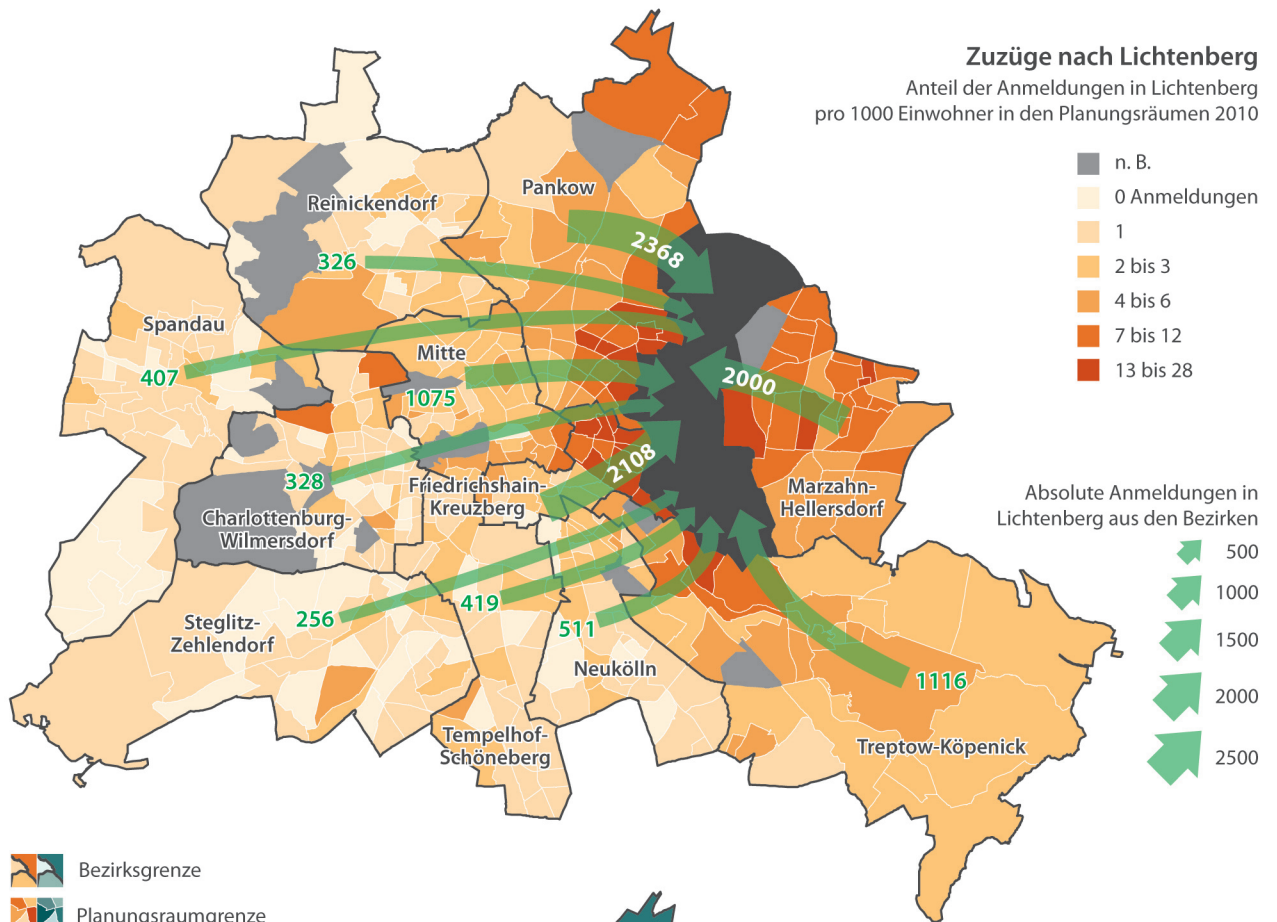 Zuzüge nach Lichtenberg
Anteil der Anmeldungen in Lichtenberg
pro 1000 Einwohner in den Planungsräumen 2010
n. B.
0 Anmeldungen
1
2 bis 3
4 bis 6
7 bis 12
13 bis 28
Pankow
Reinickendorf
2368
326
Spandau
Mitte
407
1075
2000
2108
328
Friedrichshain-
Kreuzberg
Marzahn-
Hellersdorf
Charlottenburg-
Wilmersdorf
Absolute Anmeldungen in
Lichtenberg aus den Bezirken
500
1000
1500
2000
2500
256
419
511
Steglitz-
Zehlendorf
Neukölln
1116
Tempelhof-
Schöneberg
Treptow-Köpenick
Bezirksgrenze
Planungsraumgrenze